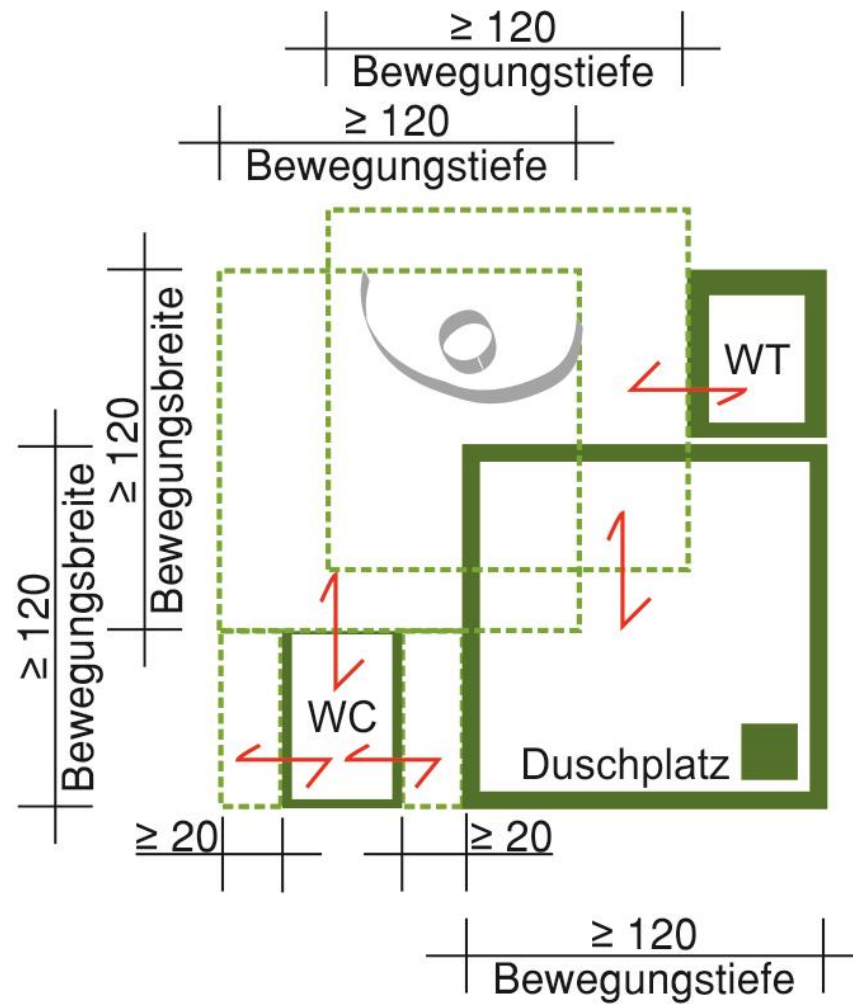 ≥ 120
Bewegungstiefe
≥ 120
Bewegungstiefe
≥ 120
Bewegungsbreite
≥ 120
Bewegungsbreite
WT
WC
Duschplatz
≥ 20
≥ 20
≥ 120
Bewegungstiefe